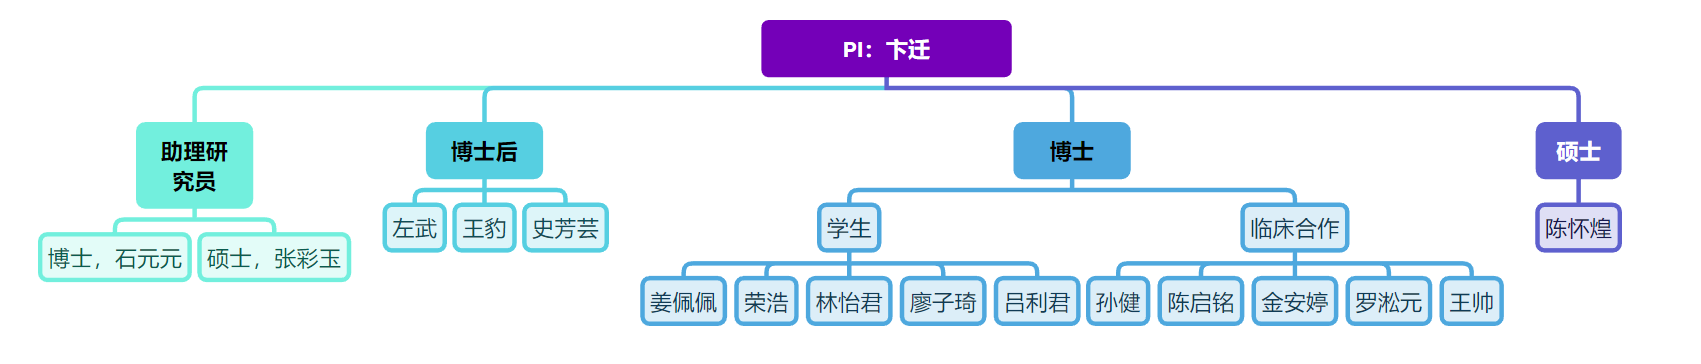 PI：卞迁
助理研
究员
博士后
博士
硕士
左武
王豹
史芳芸
学生
临床合作
陈怀煌
博士，石元元
硕士，张彩玉
姜佩佩
荣浩
林怡君
廖子琦
吕利君
孙健
陈启铭
金安婷
罗淞元
王帅